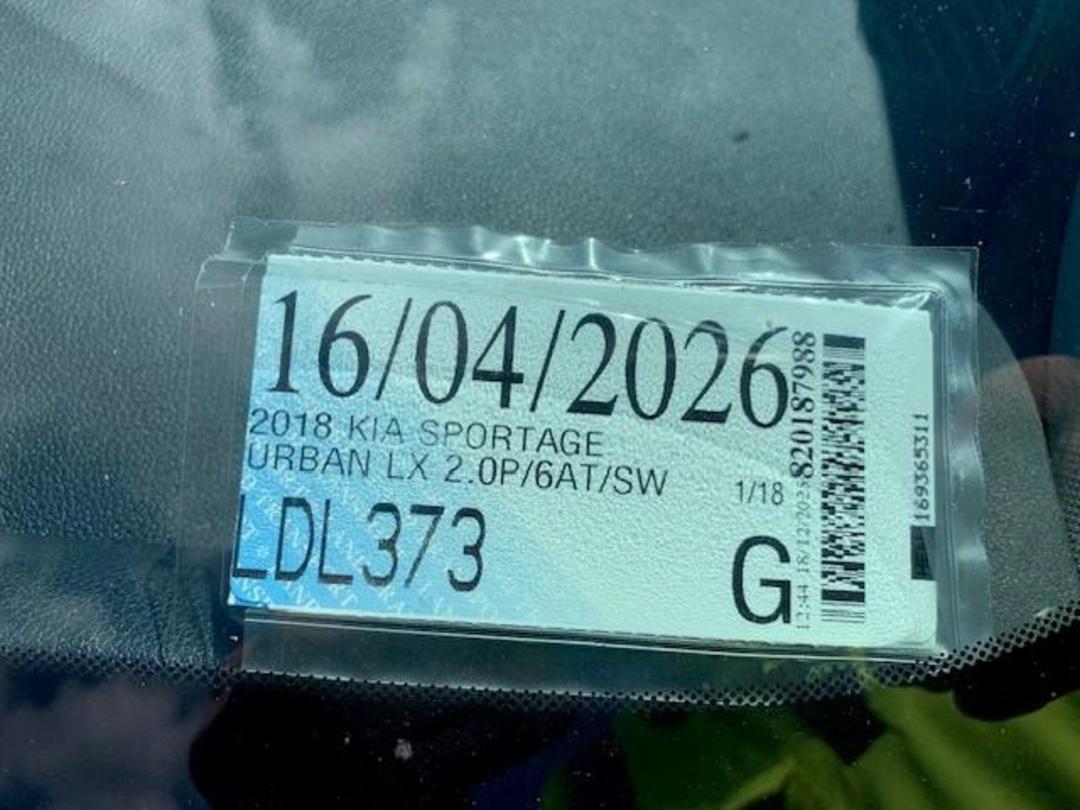 16/04/2026
2018 KIA SPORTAGE
URBAN LX 2.0P/6AT/SW
1/18
LDL373
G
820187988
169365311